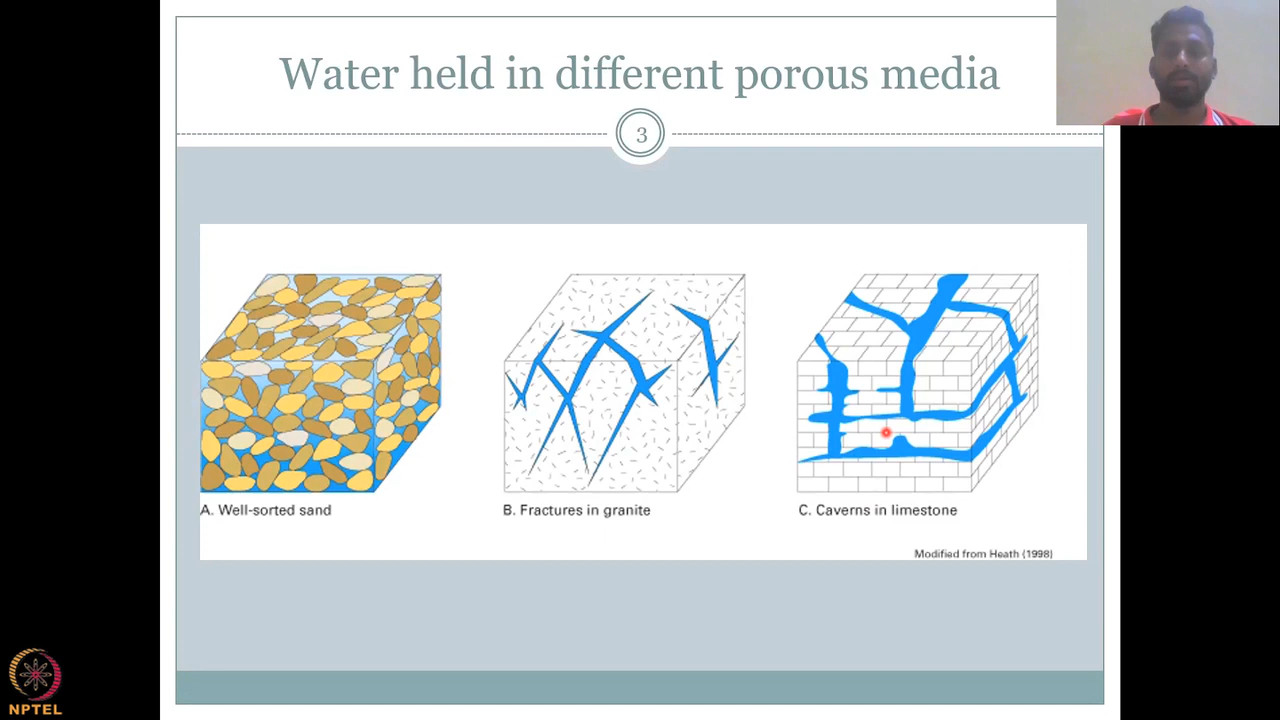 Water held in different porous media
3
A. Well-sorted sand
B. Fractures in granite
C. Caverns in limestone
Modified from Heath (1998)
NPTEL